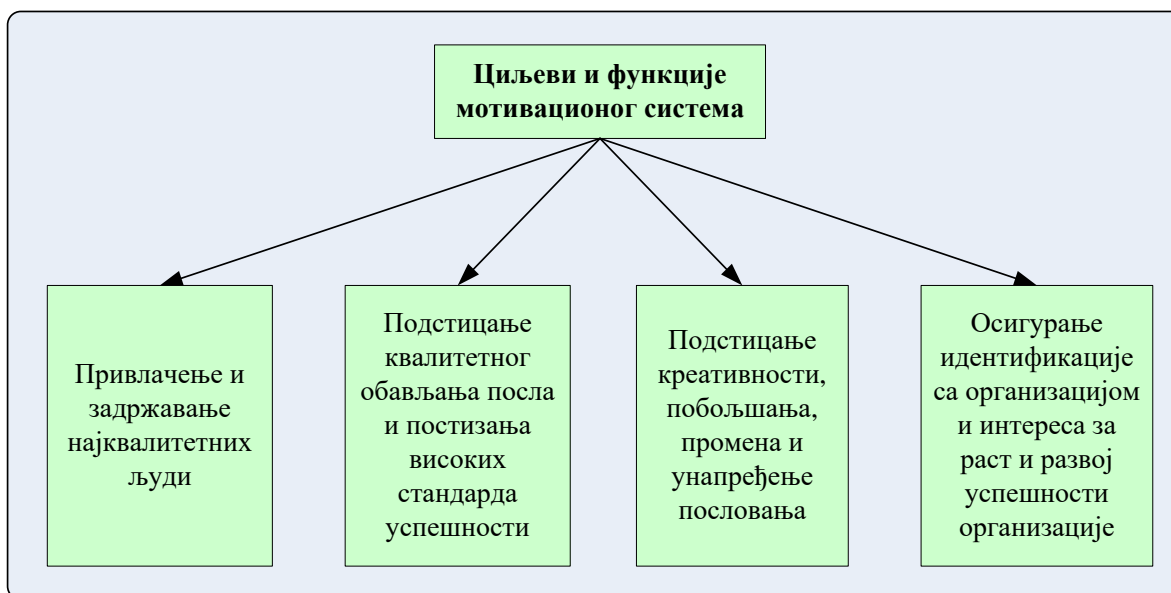 Циљеви и функције
мотивационог система
Привлачење и
задржавање
најквалитетних
људи
Подстицање
квалитетног
обављања посла
и постизања
високих
стандарда
успешности
Подстицање
креативности,
побољшања,
промена и
унапређење
пословања
Осигурање
идентификације
са организацијом
и интереса за
раст и развој
успешности
организације